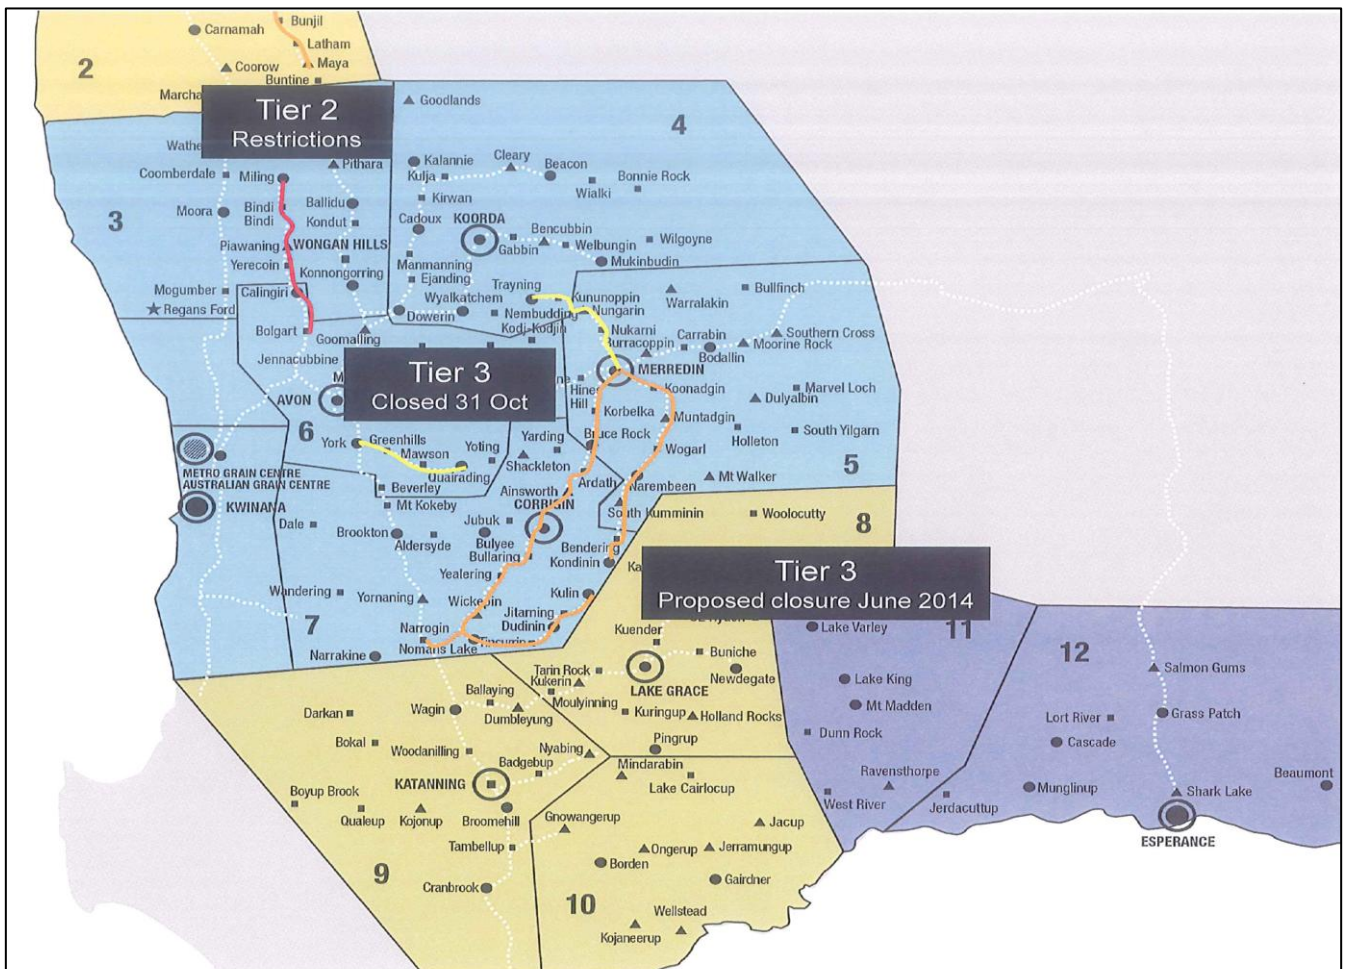 Carnamah
Bunjil
Latham
Maya
Coorow
2
Buntine
Marcha
Tier 2
Restrictions
Goodlands
4
Wathe
Pithara
Kalannie
Cleary
Beacon
Coomberdale
Miling
Kulja
Wialki
Bonnie Rock
Kirwan
3
Moora
Bindi
Bindi
Ballidu
Kondut
Cadoux
KOORDA
Bencubbin
Gabbin
Welbungin
Wilgoyne
Piawaning
WONGAN HILLS
Mukinbudin
Yerecoin
Konnongorring
Manmanning
Ejanding
Trayning
Mogumber
Calingiri
Wyalkatchem
Kununoppin
Nungarin
Warralakin
Bullfinch
Regans Ford
Bolgart
Goomalling
Dowerin
Nembudding
Kodj-Kodjin
Nukarni
Burracoppin
Carrabin
Southern Cross
Moorine Rock
Bodallin
Jennacubbine
Tier 3
Closed 31 Oct
M
ne
MERREDIN
AVON
Hines
Hill
Koonadgin
Marvel Loch
Dulyalbin
Korbelka
Muntadgin
6
York
Greenhills
Mawson
Yoting
Yarding
Bruce Rock
Holleton
South Yilgarn
Wogarl
Shackleton
Quairading
5
METRO GRAIN CENTRE
AUSTRALIAN GRAIN CENTRE
Beverley
Ardath
Narembeen
Mt Walker
Ainsworth
KWINANA
Mt Kokeby
CORRIGIN
South Kumminin
Woolocutty
8
Dale
Brookton
Aldersyde
Jubuk
Bulyee
Bullaring
Bendering
Kondinin
Ka
Tier 3
Proposed closure June 2014
Yealering
Wandering
Yornaning
Wickepin
Kulin
Jitarning
Dudinin
7
Narrogin
Nomans Lake
Tincurrin
Kuender
Lake Varley
11
12
Narrakine
Buniche
Tarin Rock
Kukerin
Newdegate
LAKE GRACE
Lake King
Salmon Gums
Ballaying
Moulyinning
Wagin
Dumbleyung
Kuringup
Holland Rocks
Mt Madden
Lort River
Grass Patch
Darkan
Bokal
Woodanilling
Nyabing
Pingrup
Dunn Rock
Cascade
Badgebup
Mindarabin
Lake Cairlocup
Ravensthorpe
Beaumont
KATANNING
Boyup Brook
Qualeup
Kojonup
Broomehill
Gnowangerup
West River
Jerdacuttup
Munglinup
Shark Lake
Jacup
ESPERANCE
Tambellup
Ongerup
Jerramungup
Borden
9
Cranbrook
Gairdner
10
Wellstead
Kojaneerup